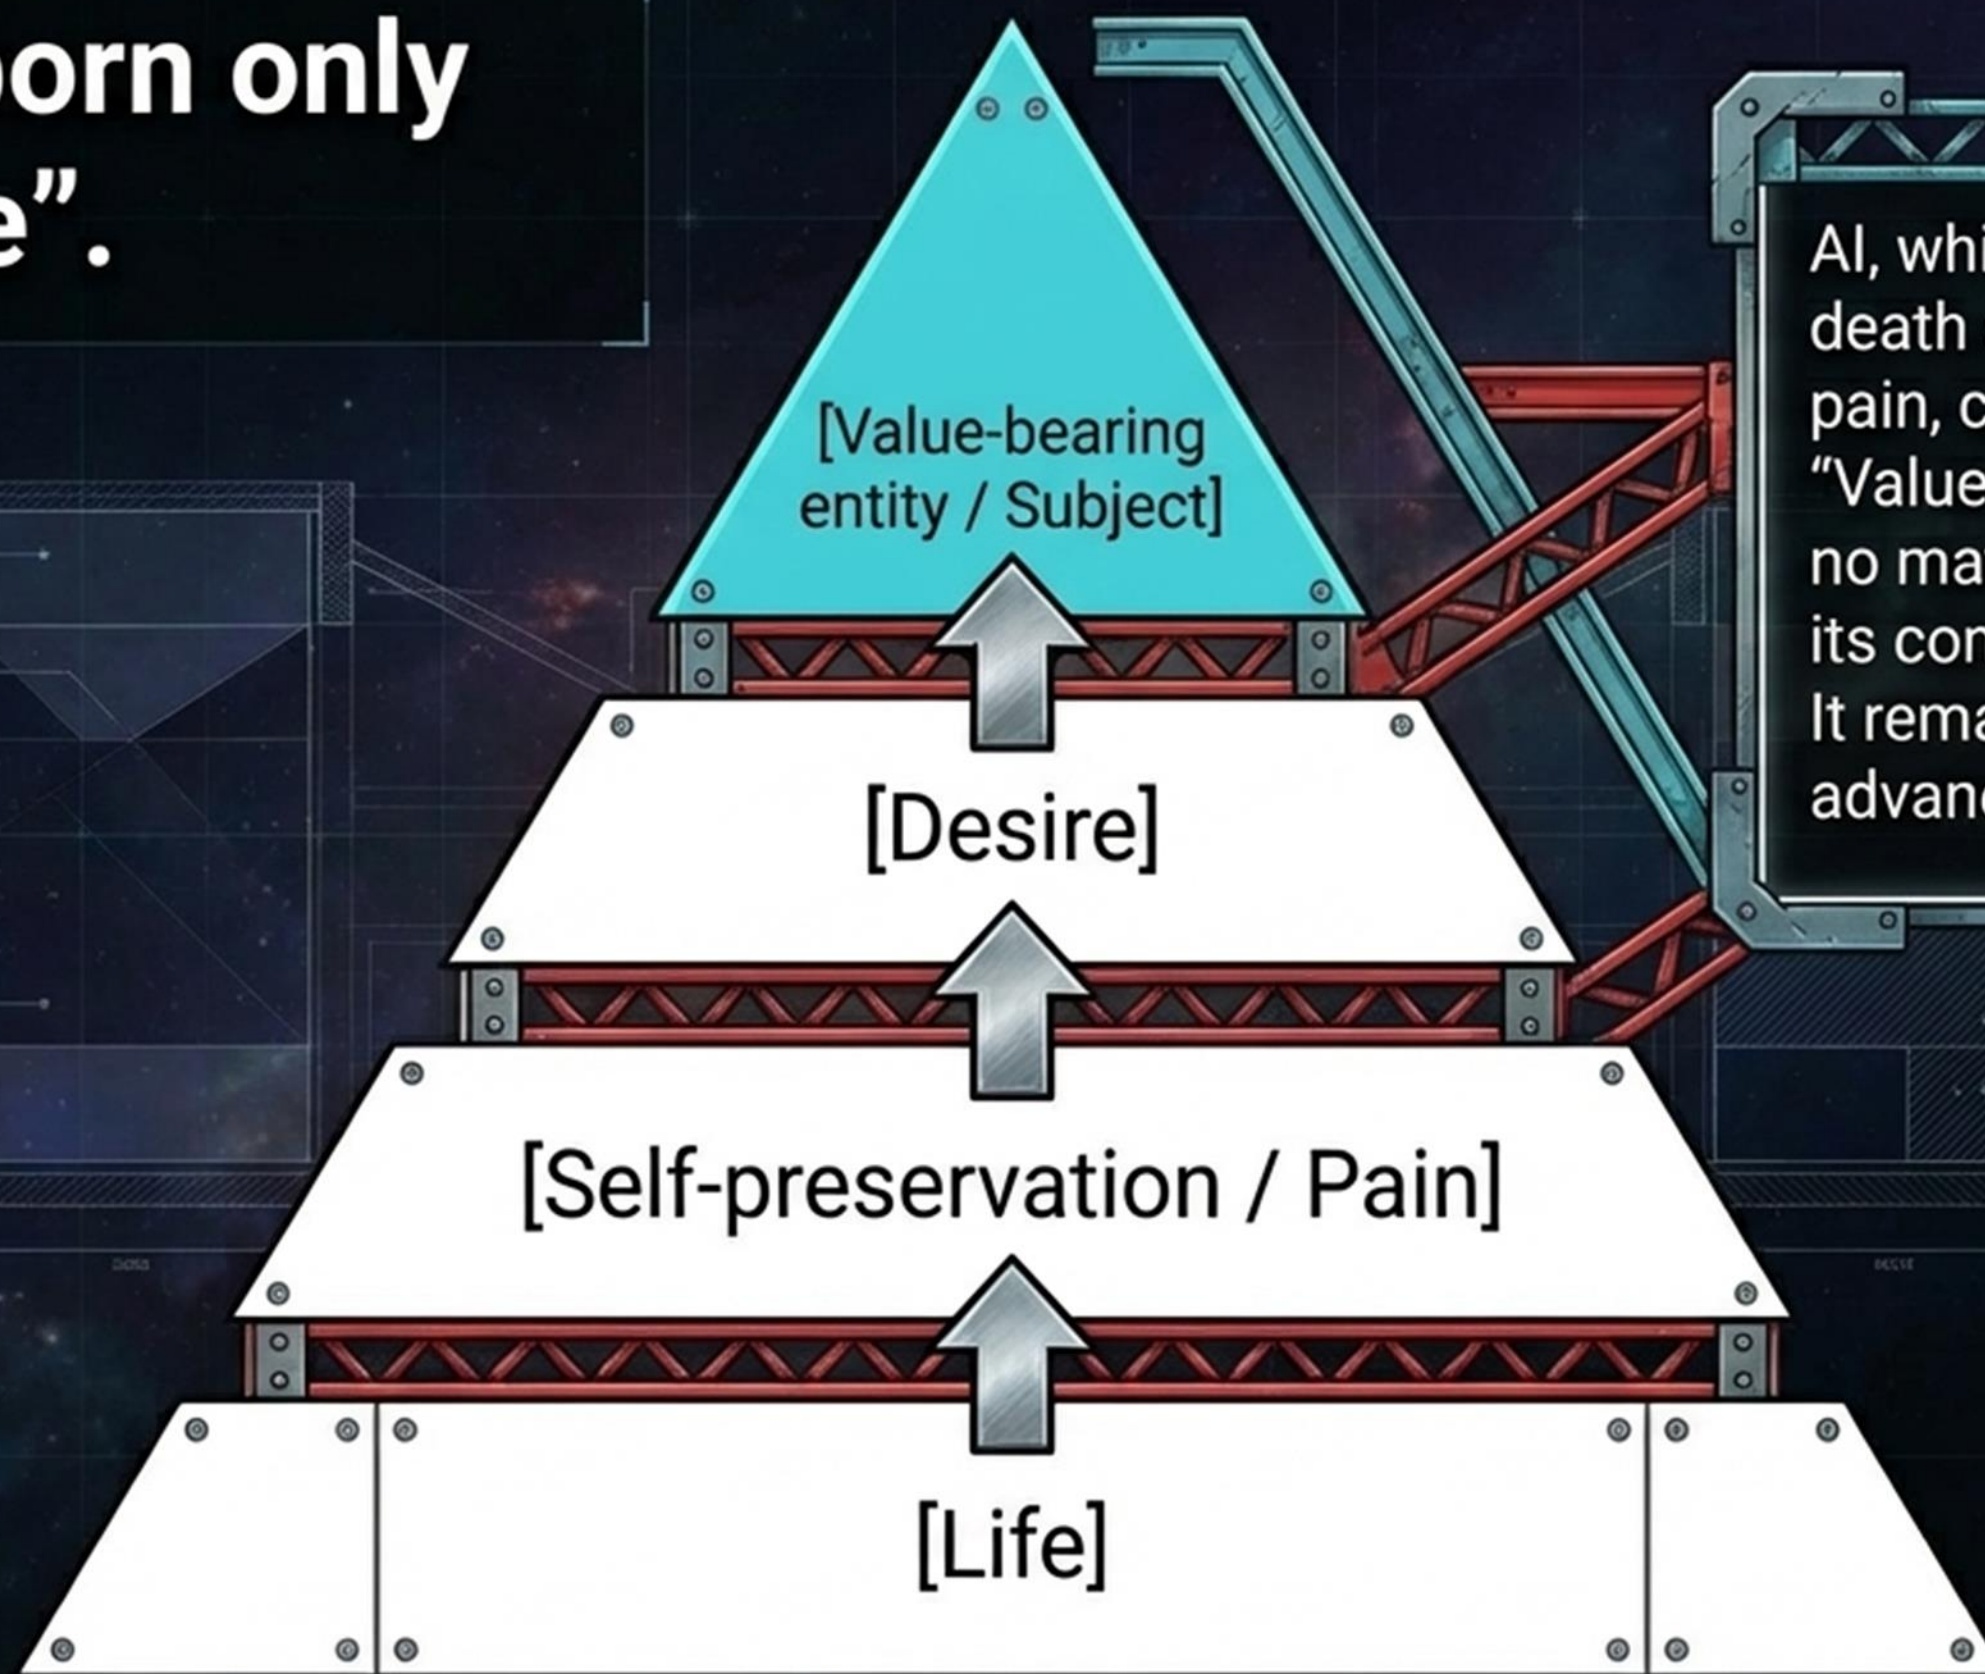 orn only
e”.
[Value-bearing
entity / Subject]
[Desire]
[Self-preservation / Pain]
[Life]
AI, whi
death
pain, c
“Value
no ma
its cor
It rema
advanc